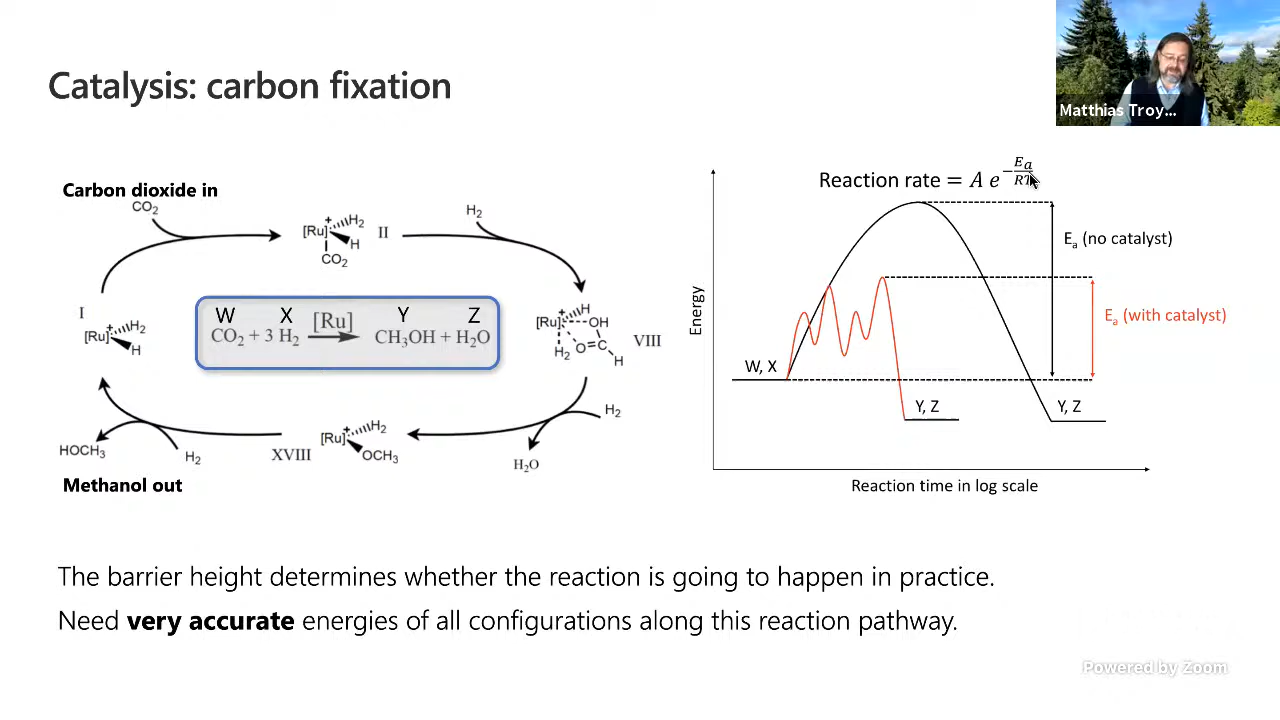 Catalysis: carbon fixation
Matthias Troy...
Carbon dioxide in
CO₂
[Ru]
+
H₂
H
CO₂
II
H₂
I
[Ru]
+
H₂
H
W X Y Z
CO₂ + 3 H₂ [Ru] CH₃OH + H₂O
[Ru]
+
H
OH
H₂
O=C
H
VIII
H₂
H₂O
[Ru]
+
H₂
OCH₃
XVIII
HOCH₃
H₂
Methanol out
Reaction rate = A e^(-Ea/RT)
Energy
Eₐ (no catalyst)
Eₐ (with catalyst)
W, X
Y, Z
Y, Z
Reaction time in log scale
The barrier height determines whether the reaction is going to happen in practice.
Need very accurate energies of all configurations along this reaction pathway.
Powered by Zoom